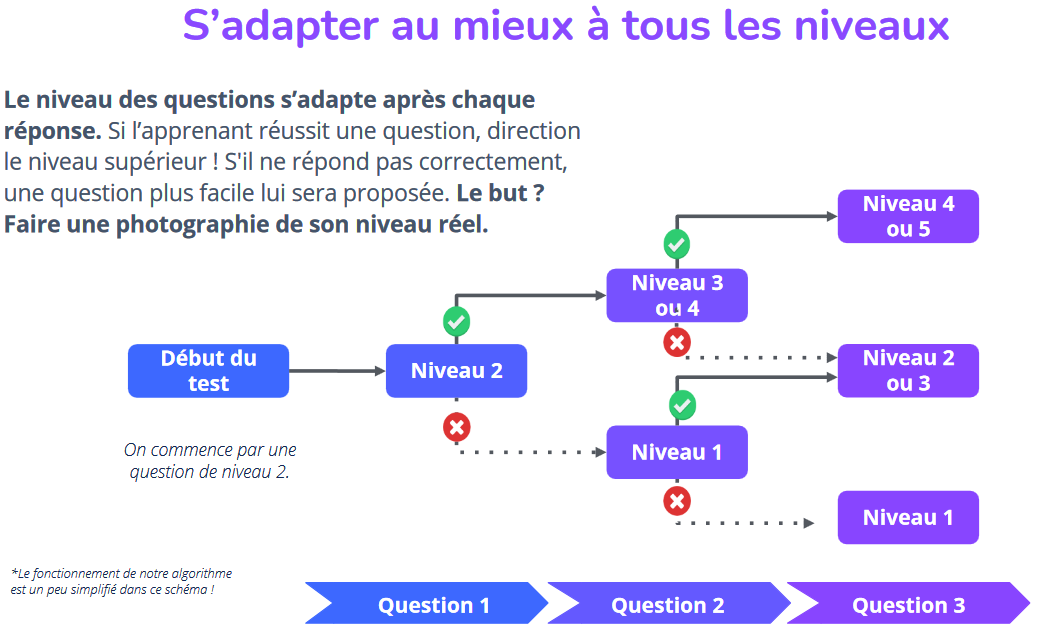 S’adapter au mieux à tous les niveaux
Le niveau des questions s’adapte après chaque
réponse. Si l’apprenant réussit une question, direction
le niveau supérieur ! S'il ne répond pas correctement,
une question plus facile lui sera proposée. Le but ?
Faire une photographie de son niveau réel.
Niveau 4
ou 5
Niveau 3
ou 4
Début du
test
Niveau 2
Niveau 2
ou 3
On commence par une
question de niveau 2.
Niveau 1
Niveau 1
*Le fonctionnement de notre algorithme
est un peu simplifié dans ce schéma !
Question 1
Question 2
Question 3